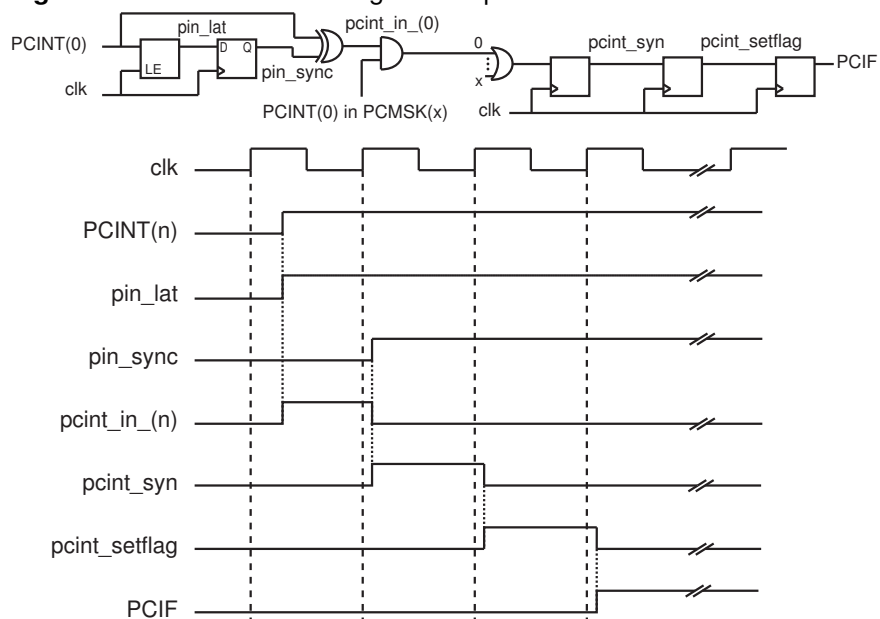 pin_lat
pcint_in_(0)
PCINT(0)
D Q
LE
pin_sync
clk
PCINT(0) in PCMSK(x)
0
x
clk
pcint_syn
pcint_setflag
PCIF
clk
PCINT(n)
pin_lat
pin_sync
pcint_in_(n)
pcint_syn
pcint_setflag
PCIF